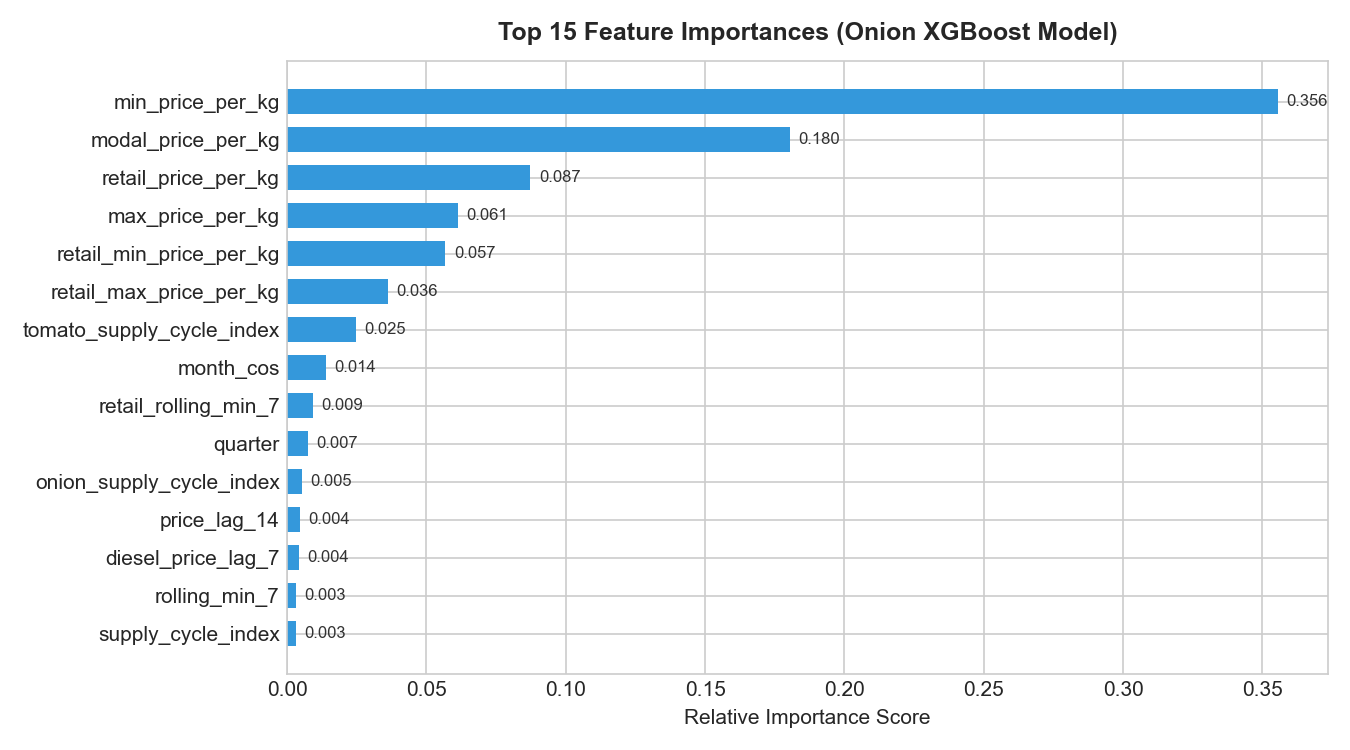 Top 15 Feature Importances (Onion XGBoost Model)
min_price_per_kg 0.356
modal_price_per_kg 0.180
retail_price_per_kg 0.087
max_price_per_kg 0.061
retail_min_price_per_kg 0.057
retail_max_price_per_kg 0.036
tomato_supply_cycle_index 0.025
month_cos 0.014
retail_rolling_min_7 0.009
quarter 0.007
onion_supply_cycle_index 0.005
price_lag_14 0.004
diesel_price_lag_7 0.004
rolling_min_7 0.003
supply_cycle_index 0.003
0.00 0.05 0.10 0.15 0.20 0.25 0.30 0.35
Relative Importance Score